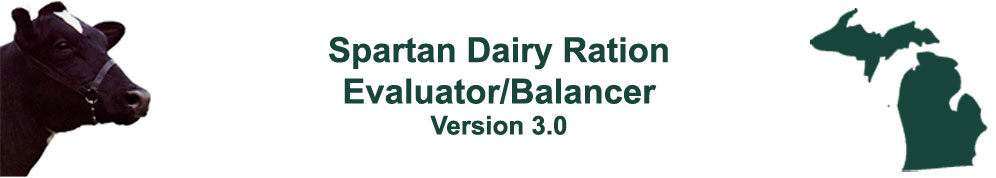 Spartan Dairy Ration
Evaluator/Balancer
Version 3.0